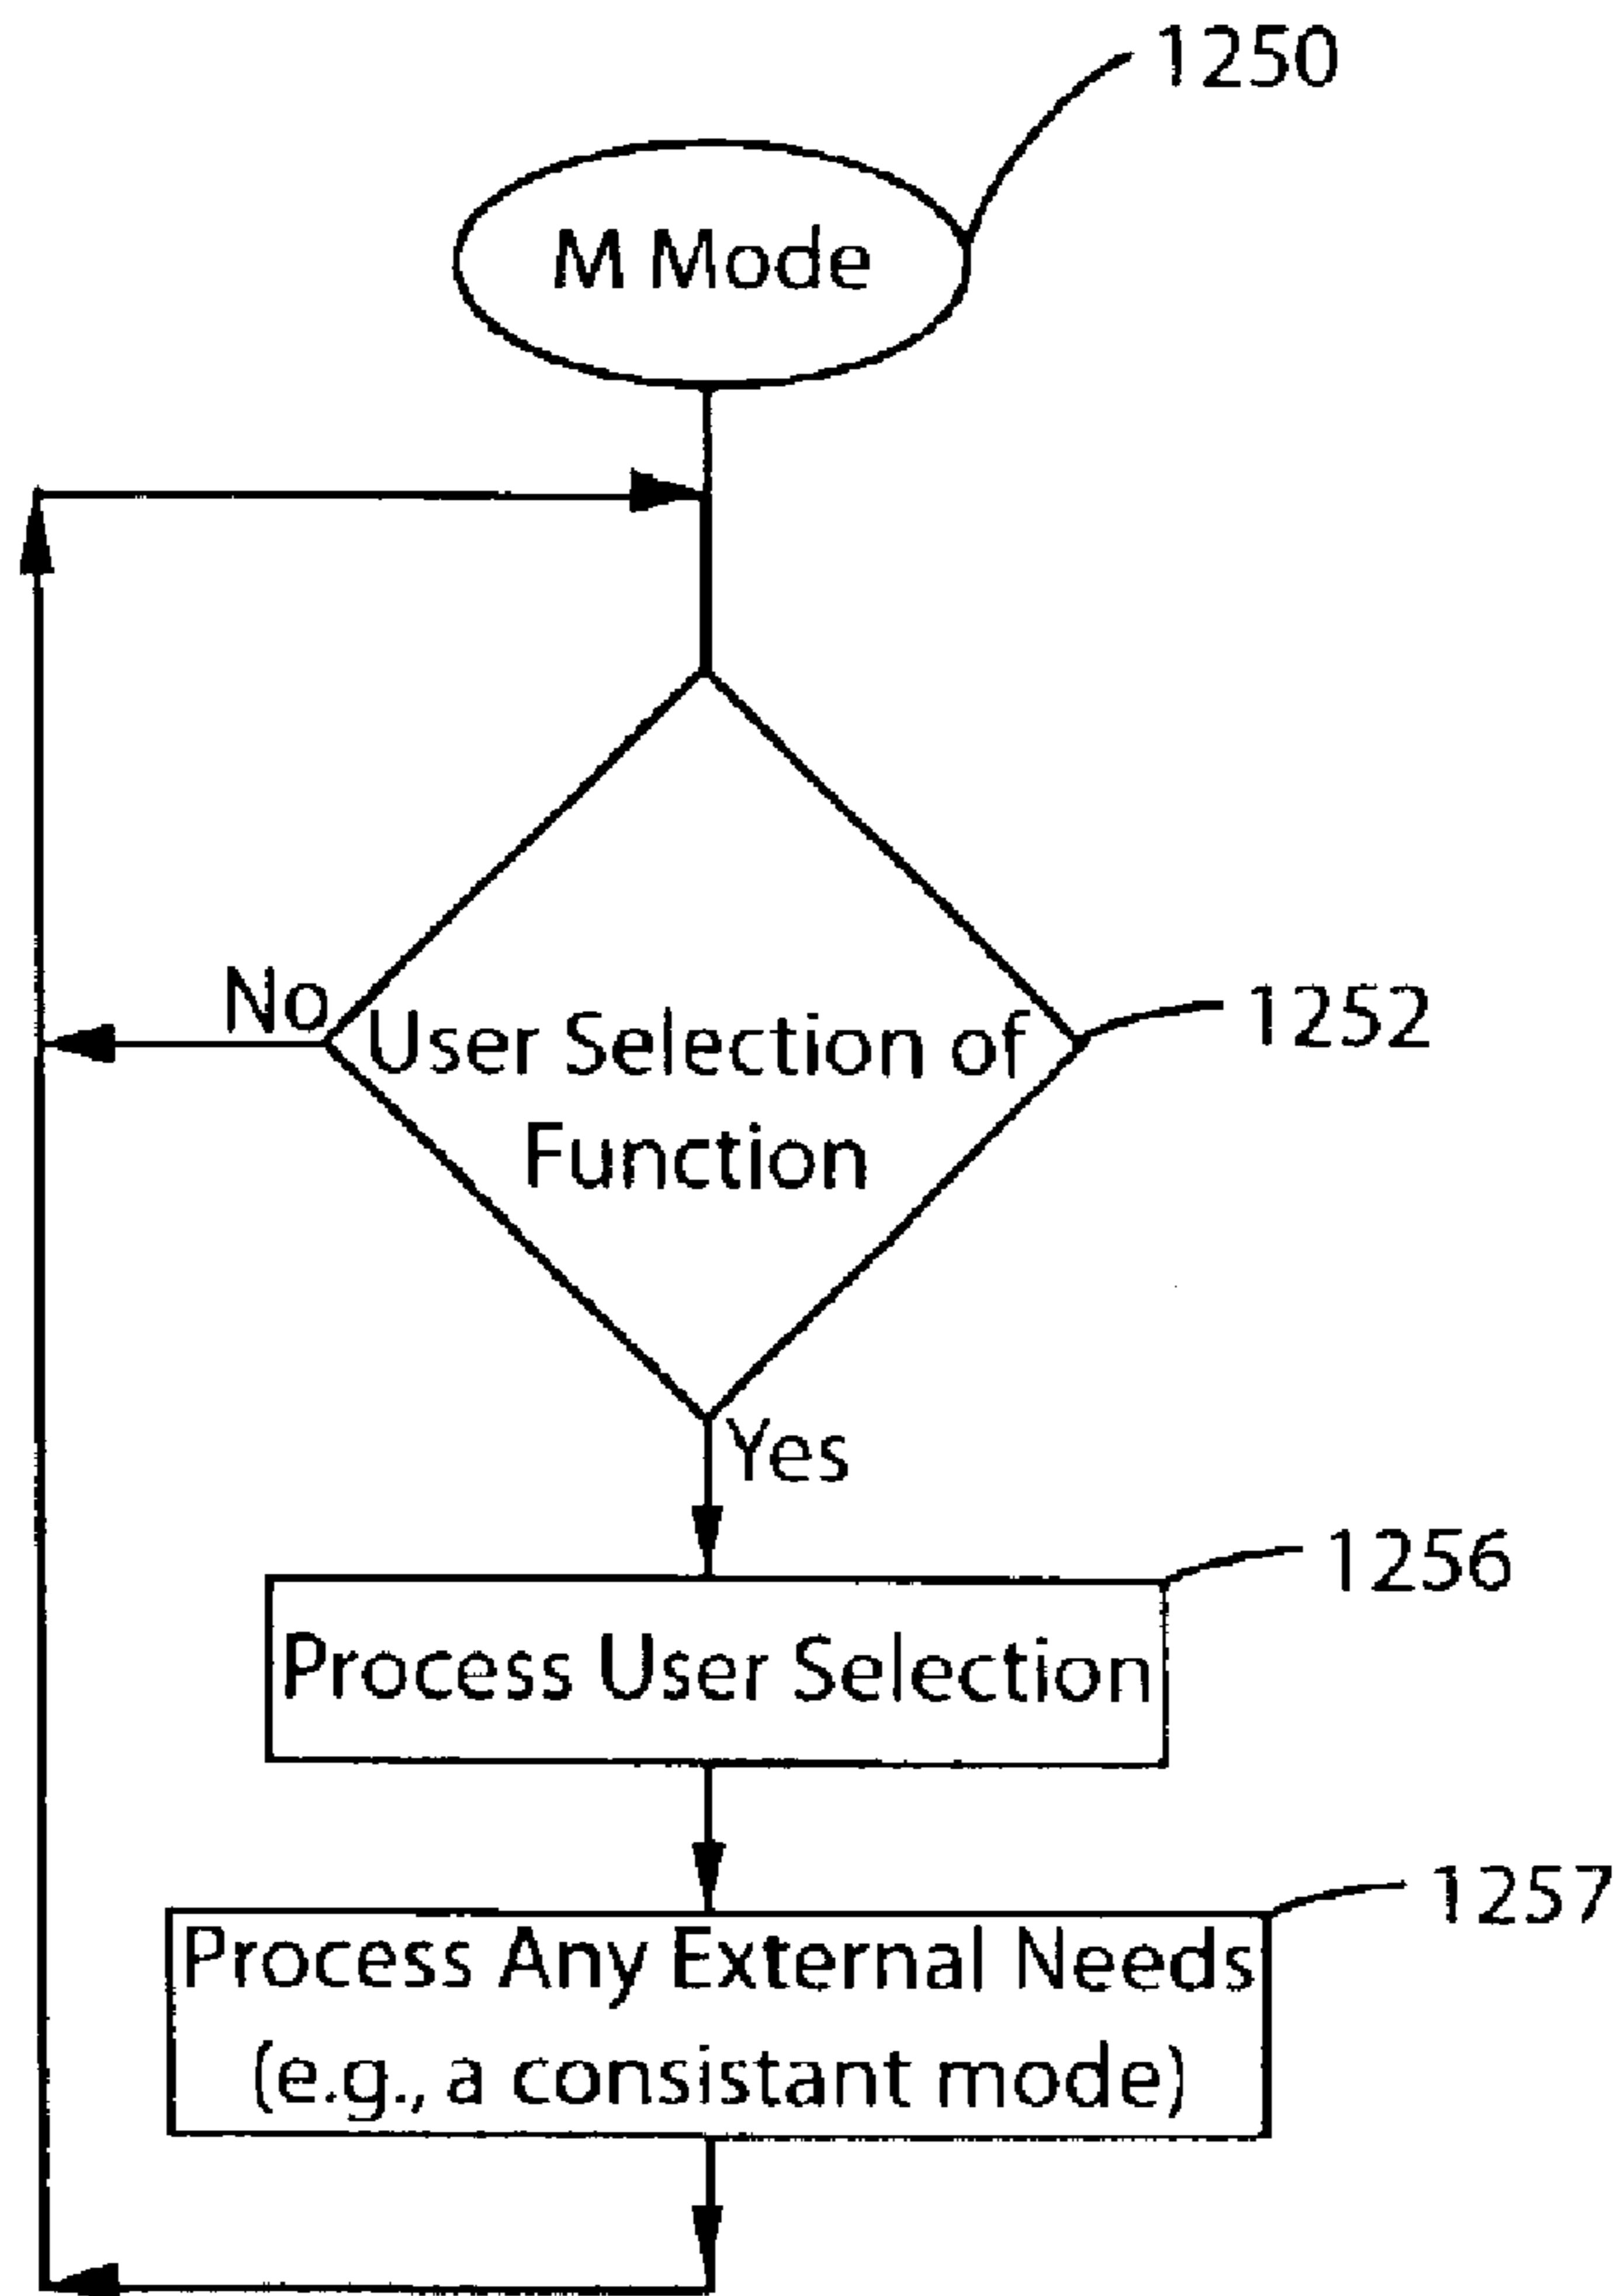 1250
M Mode
No
User Selection of
Function
1252
Yes
1256
Process User Selection
1257
Process Any External Needs
(e.g., a consistant mode)